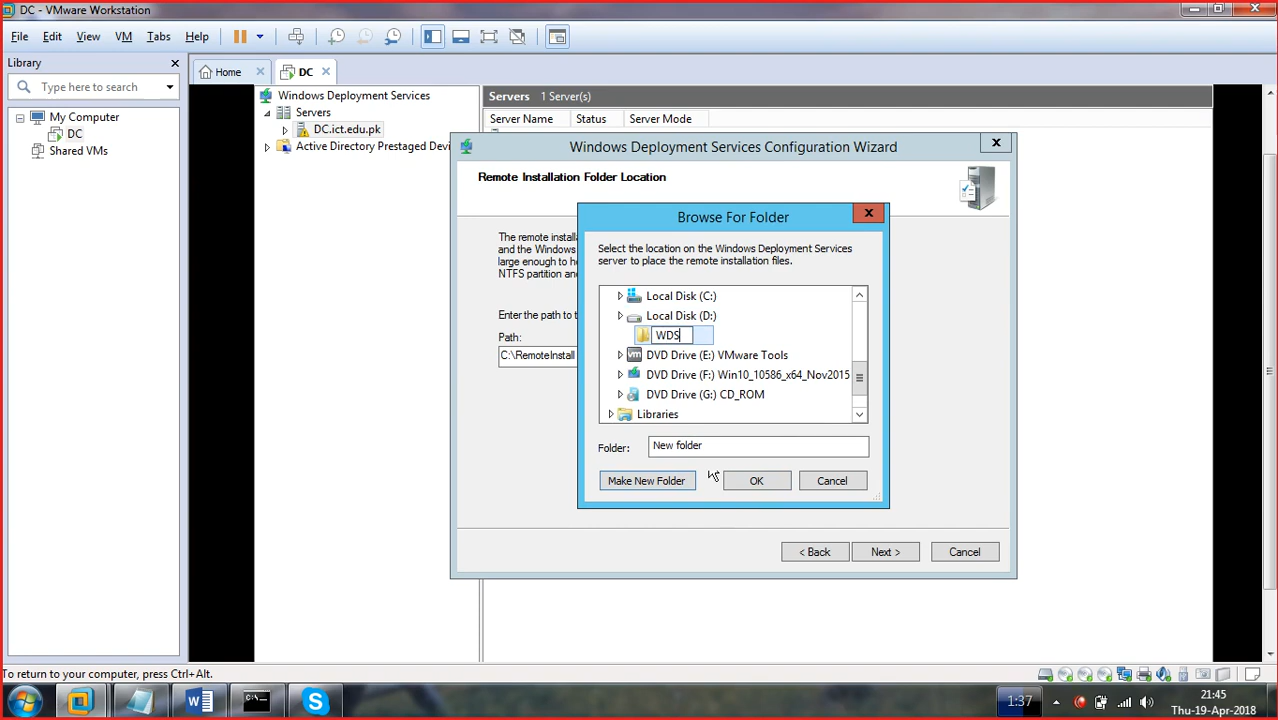 DC - VMware Workstation
File Edit View VM Tabs Help
Library
Type here to search
My Computer
DC
Shared VMs
Home
DC
Windows Deployment Services
Servers
DC.ict.edu.pk
Active Directory Prestaged Devi
Servers 1 Server(s)
Server Name Status Server Mode
Windows Deployment Services Configuration Wizard
Remote Installation Folder Location
The remote installa
and the Windows
large enough to ho
NTFS partition and
Enter the path to t
Path:
C:\RemoteInstall
Browse For Folder
Select the location on the Windows Deployment Services
server to place the remote installation files.
Local Disk (C:)
Local Disk (D:)
WDS
DVD Drive (E:) VMware Tools
DVD Drive (F:) Win10_10586_x64_Nov2015
DVD Drive (G:) CD_ROM
Libraries
Folder: New folder
Make New Folder OK Cancel
< Back Next > Cancel
To return to your computer, press Ctrl+Alt.
1:37
21:45
Thu-19-Apr-2018